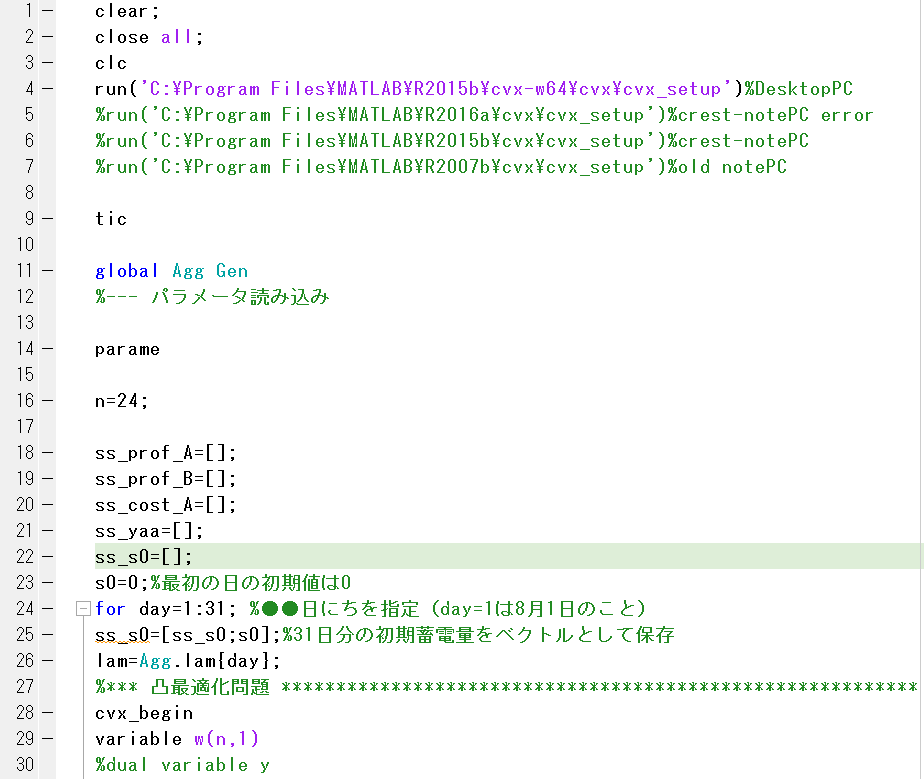 1 — clear;
2 — close all;
3 — clc
4 — run('C:¥Program Files¥MATLAB¥R2015b¥cvx-w64¥cvx¥cvx_setup')%DesktopPC
5 %run('C:¥Program Files¥MATLAB¥R2016a¥cvx¥cvx_setup')%crest-notePC error
6 %run('C:¥Program Files¥MATLAB¥R2015b¥cvx¥cvx_setup')%crest-notePC
7 %run('C:¥Program Files¥MATLAB¥R2007b¥cvx¥cvx_setup')%old notePC
8
9 — tic
10
11 — global Agg Gen
12 %--- パラメータ読み込み
13
14 — parame
15
16 — n=24;
17
18 — ss_prof_A=[];
19 — ss_prof_B=[];
20 — ss_cost_A=[];
21 — ss_yaa=[];
22 — ss_s0=[];
23 — s0=0;%最初の日の初期値は0
24 — for day=1:31; %●●日にちを指定（day=1は8月1日のこと）
25 — ss_s0=[ss_s0;s0];%31日分の初期蓄電量をベクトルとして保存
26 — lam=Agg.lam{day};
27 %*** 凸最適化問題 ***********************************************************
28 — cvx_begin
29 — variable w(n,1)
30 %dual variable y